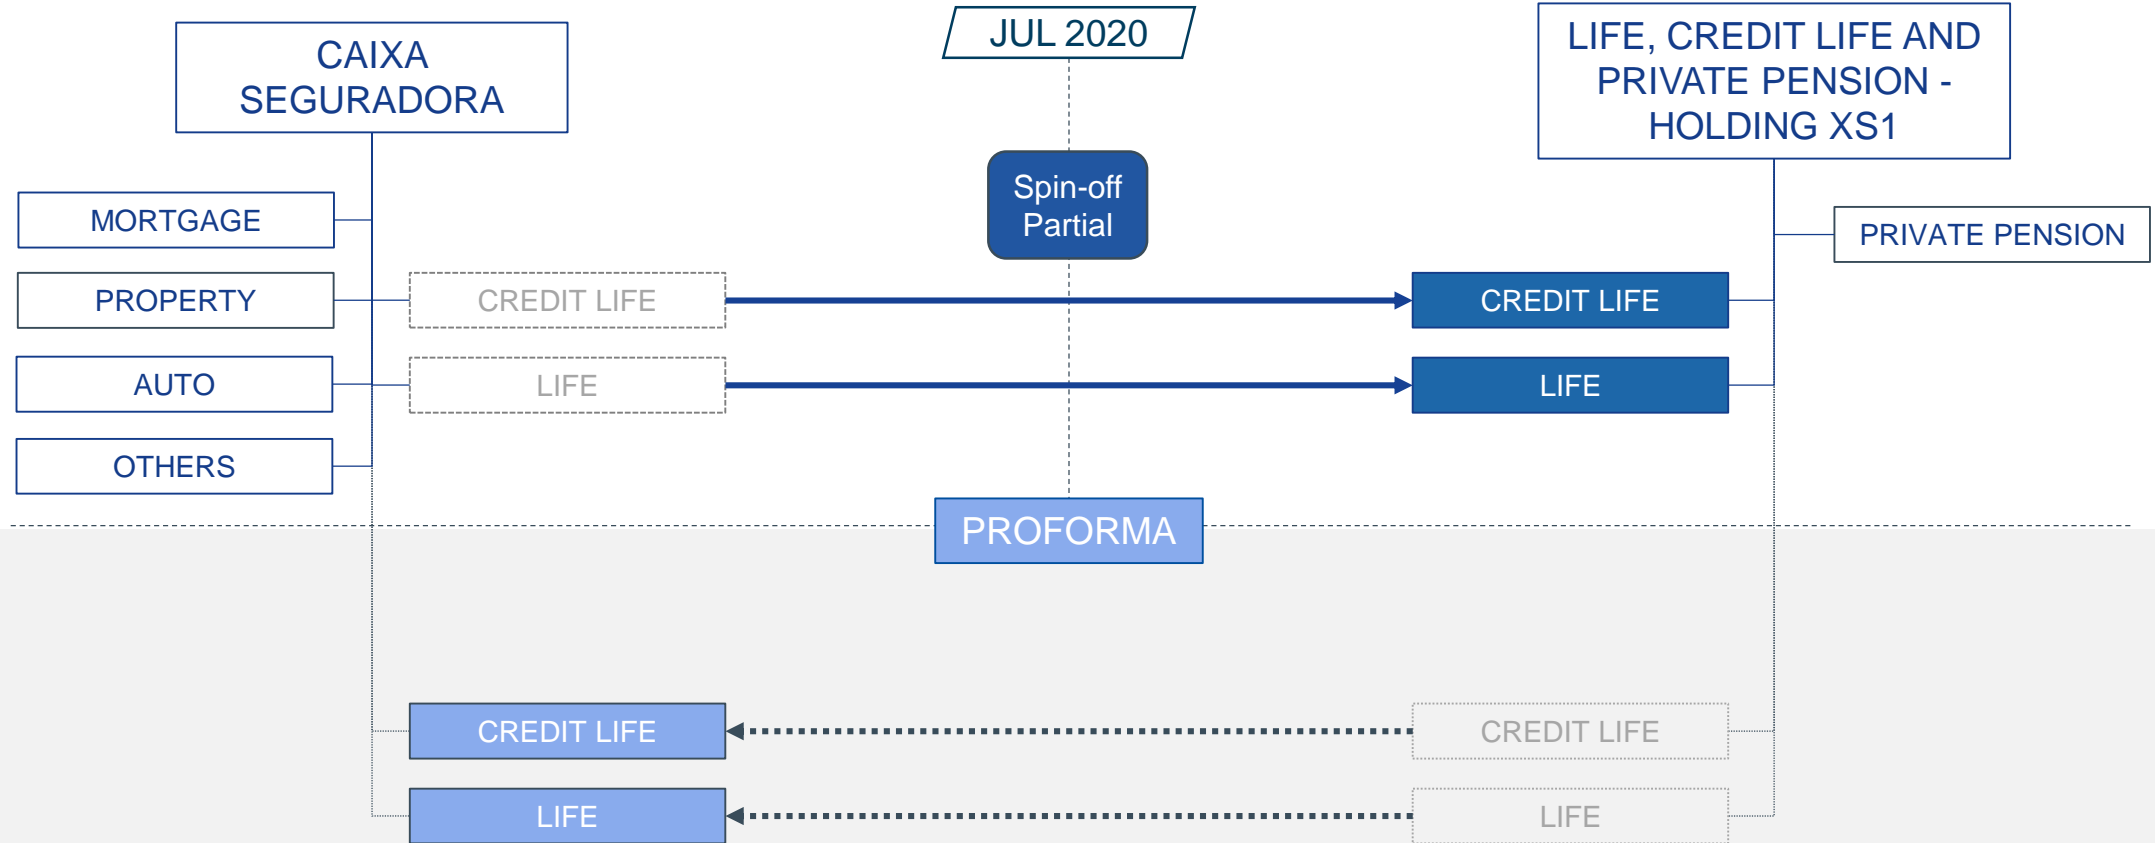 CAIXA
SEGURADORA
JUL 2020
LIFE, CREDIT LIFE AND
PRIVATE PENSION -
HOLDING XS1
Spin-off
Partial
MORTGAGE
PRIVATE PENSION
PROPERTY
CREDIT LIFE
CREDIT LIFE
AUTO
LIFE
LIFE
OTHERS
PROFORMA
CREDIT LIFE
CREDIT LIFE
LIFE
LIFE